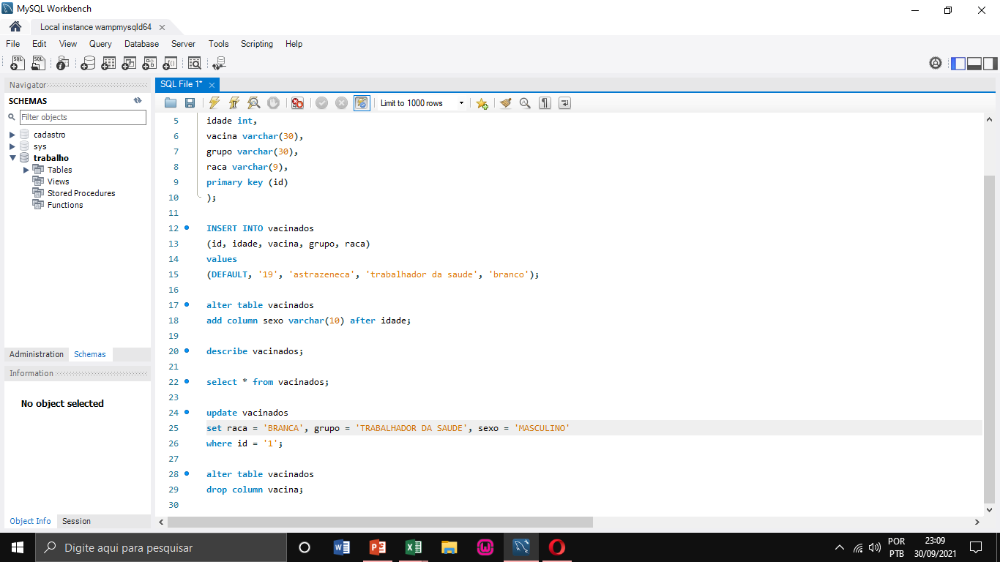 MySQL Workbench
Local instance wampmysqld64
File Edit View Query Database Server Tools Scripting Help
Navigator
SCHEMAS
Filter objects
cadastro
sys
trabalho
Tables
Views
Stored Procedures
Functions
Administration Schemas
Information
No object selected
Object Info Session
SQL File 1*
Limit to 1000 rows
5 idade int,
6 vacina varchar(30),
7 grupo varchar(30),
8 raca varchar(9),
9 primary key (id)
10 );
11
12 INSERT INTO vacinados
13 (id, idade, vacina, grupo, raca)
14 values
15 (DEFAULT, '19', 'astrazeneca', 'trabalhador da saude', 'branco');
16
17 alter table vacinados
18 add column sexo varchar(10) after idade;
19
20 describe vacinados;
21
22 select * from vacinados;
23
24 update vacinados
25 set raca = 'BRANCA', grupo = 'TRABALHADOR DA SAUDE', sexo = 'MASCULINO'
26 where id = '1';
27
28 alter table vacinados
29 drop column vacina;
30
Digite aqui para pesquisar
POR
PTB
23:09
30/09/2021